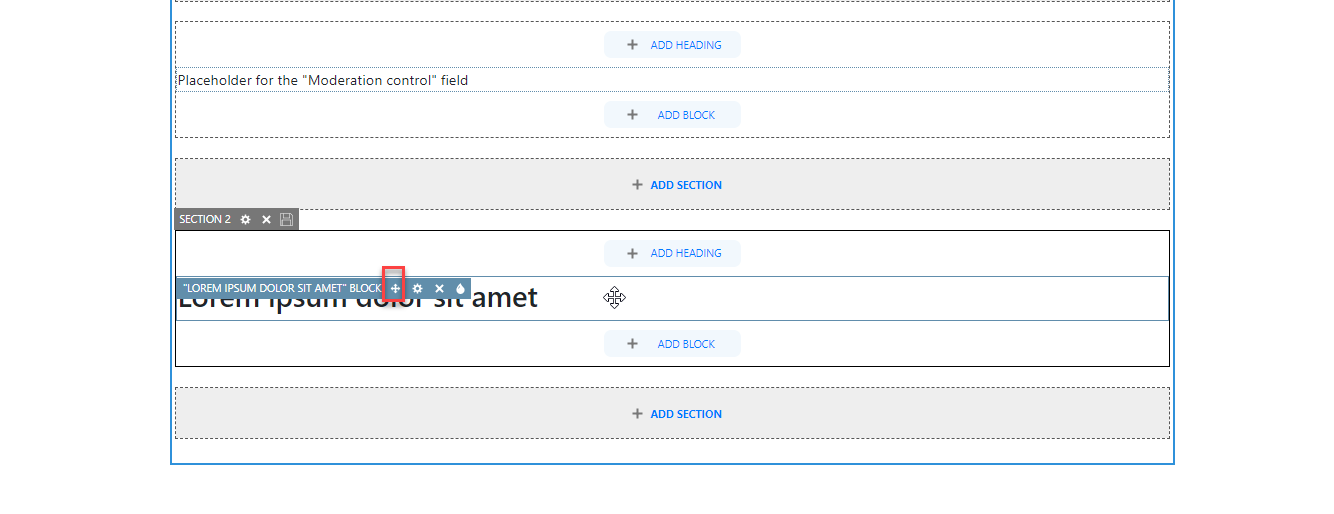 ADD HEADING
Placeholder for the "Moderation control" field
ADD BLOCK
ADD SECTION
SECTION 2
ADD HEADING
"LOREM IPSUM DOLOR SIT AMET" BLOCK
Lorem ipsum dolor sit amet
ADD BLOCK
ADD SECTION